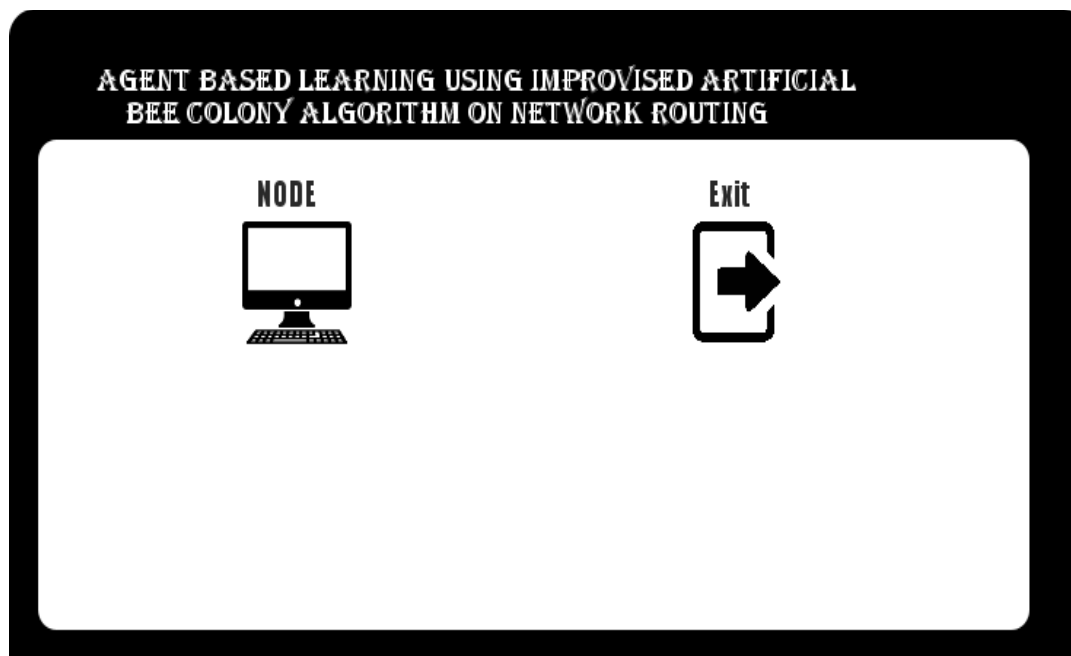 AGENT BASED LEARNING USING IMPROVISED ARTIFICIAL
BEE COLONY ALGORITHM ON NETWORK ROUTING
NODE
Exit